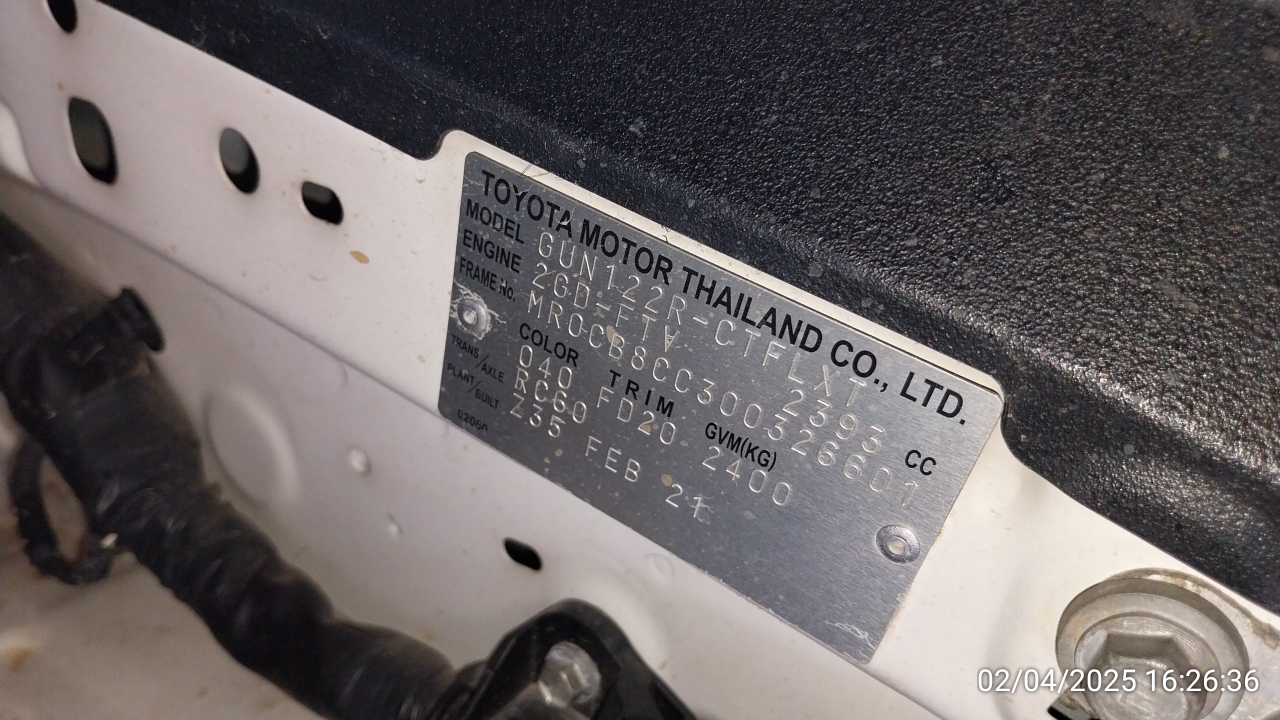 TOYOTA MOTOR THAILAND CO., LTD.
MODEL GUN122R-CTFLXT
ENGINE 2GD-FTV 2393 CC
FRAME No. MR0CB8CC300326601
COLOR TRIM GVM(KG)
040 FD20 2400
TRANS/AXLE RC60
PLANT/BUILT Z35 FEB 21
02060
02/04/2025 16:26:36